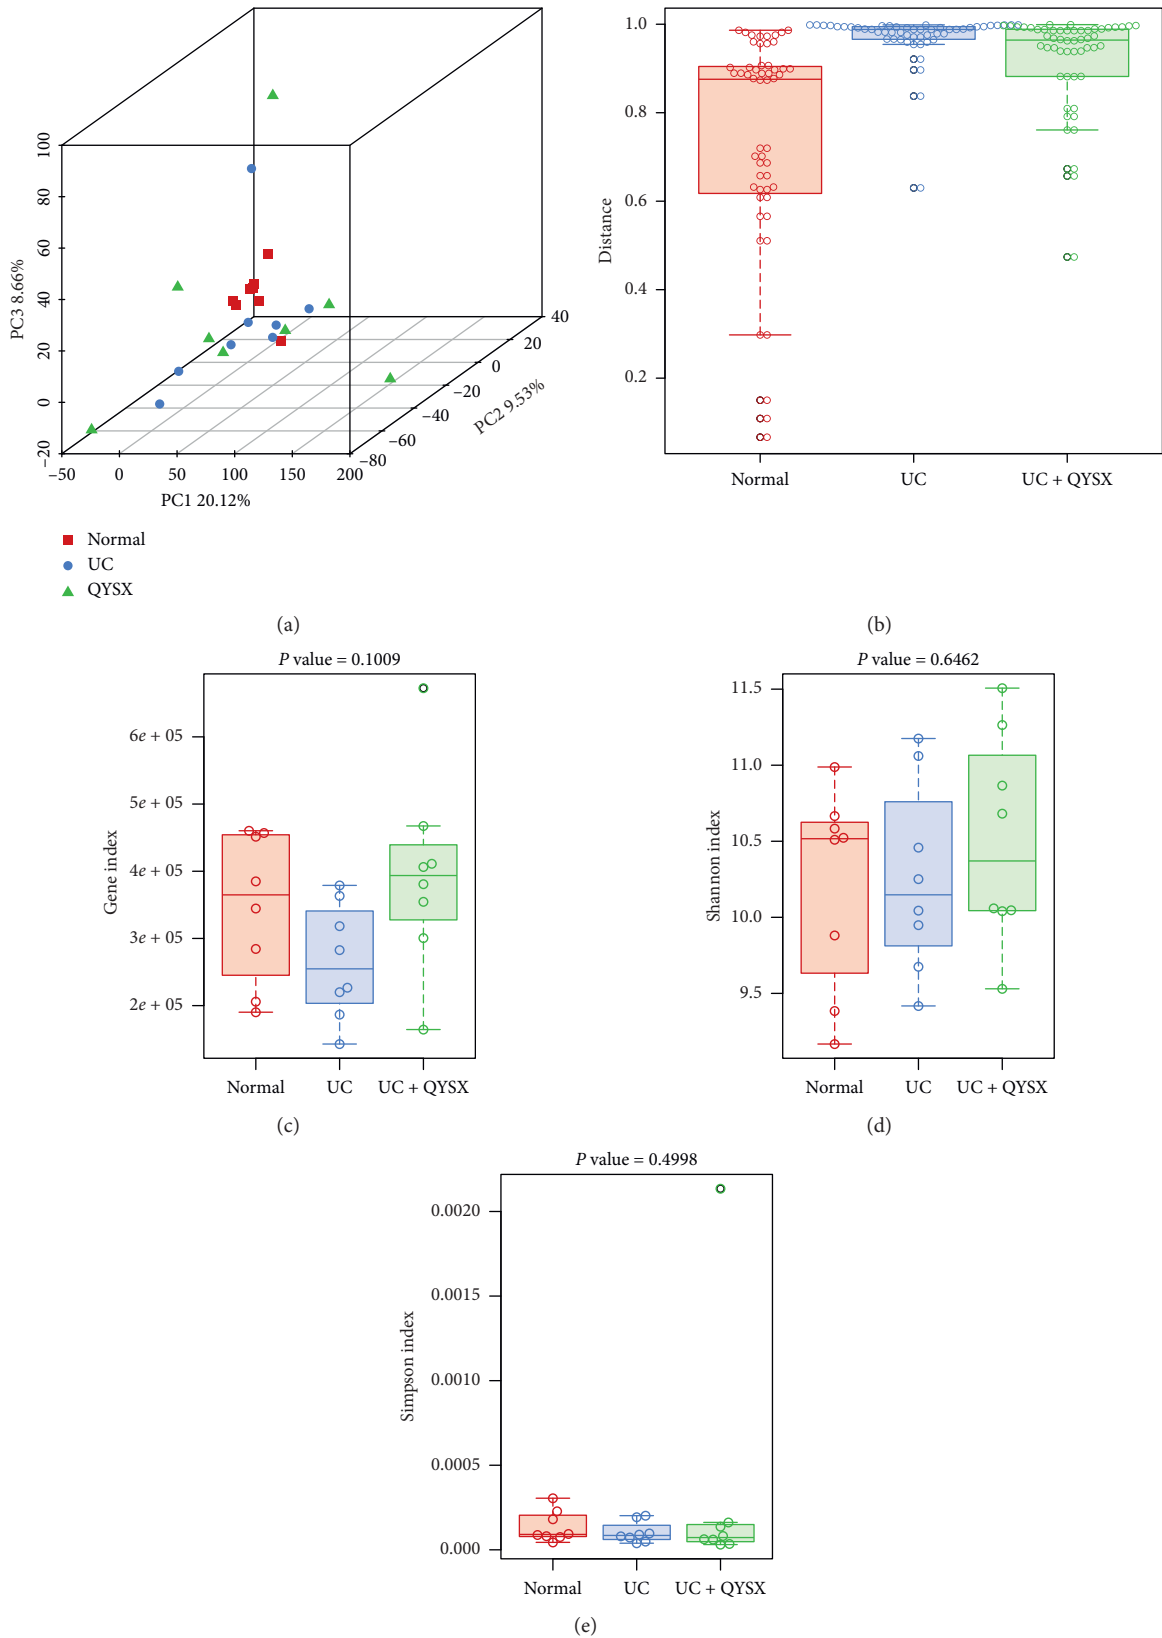 100
80
60
40
20
0
−20
PC3 8.66%
−50
0
50
100
150
200
PC1 20.12%
−80
−60
−40
−20
0
20
40
PC2 9.53%
Normal
UC
QYSX
(a)
1.0
0.8
0.6
0.4
0.2
Distance
Normal
UC
UC + QYSX
(b)
P value = 0.1009
6e + 05
5e + 05
4e + 05
3e + 05
2e + 05
Gene index
Normal
UC
UC + QYSX
(c)
P value = 0.6462
11.5
11.0
10.5
10.0
9.5
Shannon index
Normal
UC
UC + QYSX
(d)
P value = 0.4998
0.0020
0.0015
0.0010
0.0005
0.000
Simpson index
Normal
UC
UC + QYSX
(e)